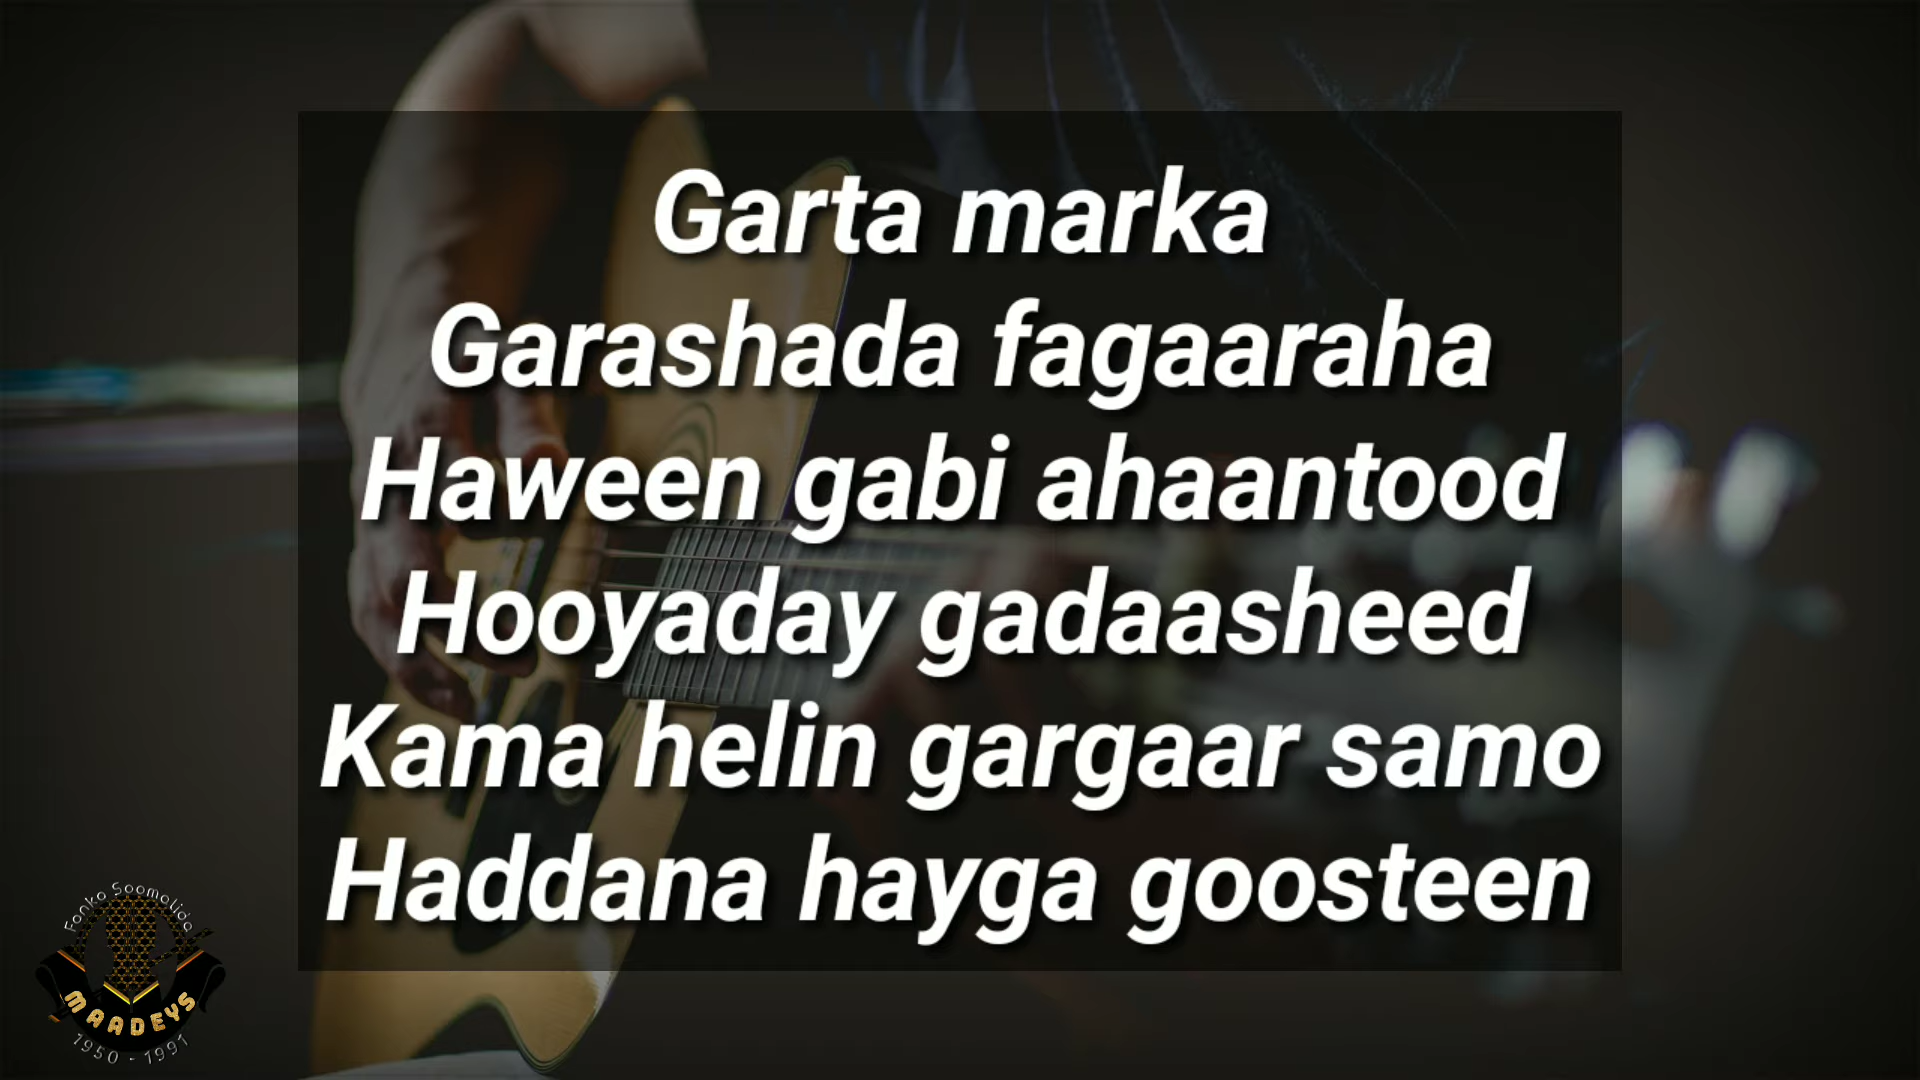 Garta marka
Garashada fagaaraha
Haween gabi ahaantood
Hooyaday gadaasheed
Kama helin gargaar samo
Haddana hayga goosteen
Fanka Soomalida
MAADEYS
1950 - 1991